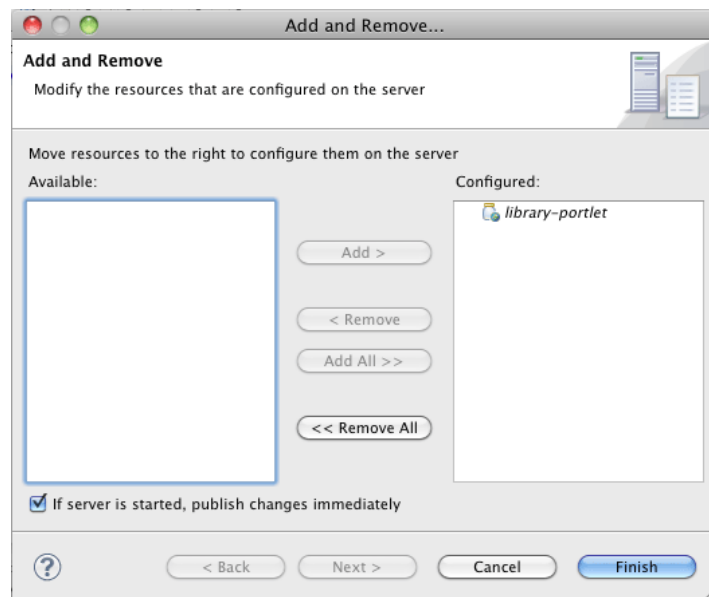 Add and Remove...
Add and Remove
Modify the resources that are configured on the server
Move resources to the right to configure them on the server
Available:
Configured:
library-portlet
Add >
< Remove
Add All >>
<< Remove All
If server is started, publish changes immediately
?
< Back
Next >
Cancel
Finish